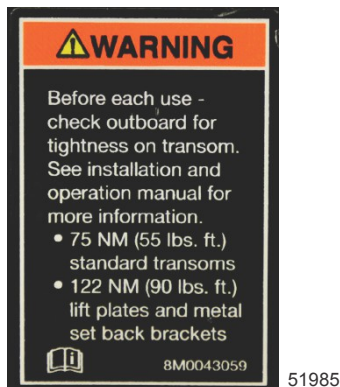 WARNING
Before each use -
check outboard for
tightness on transom.
See installation and
operation manual for
more information.
• 75 NM (55 lbs. ft.)
standard transoms
• 122 NM (90 lbs. ft.)
lift plates and metal
set back brackets
8M0043059
51985